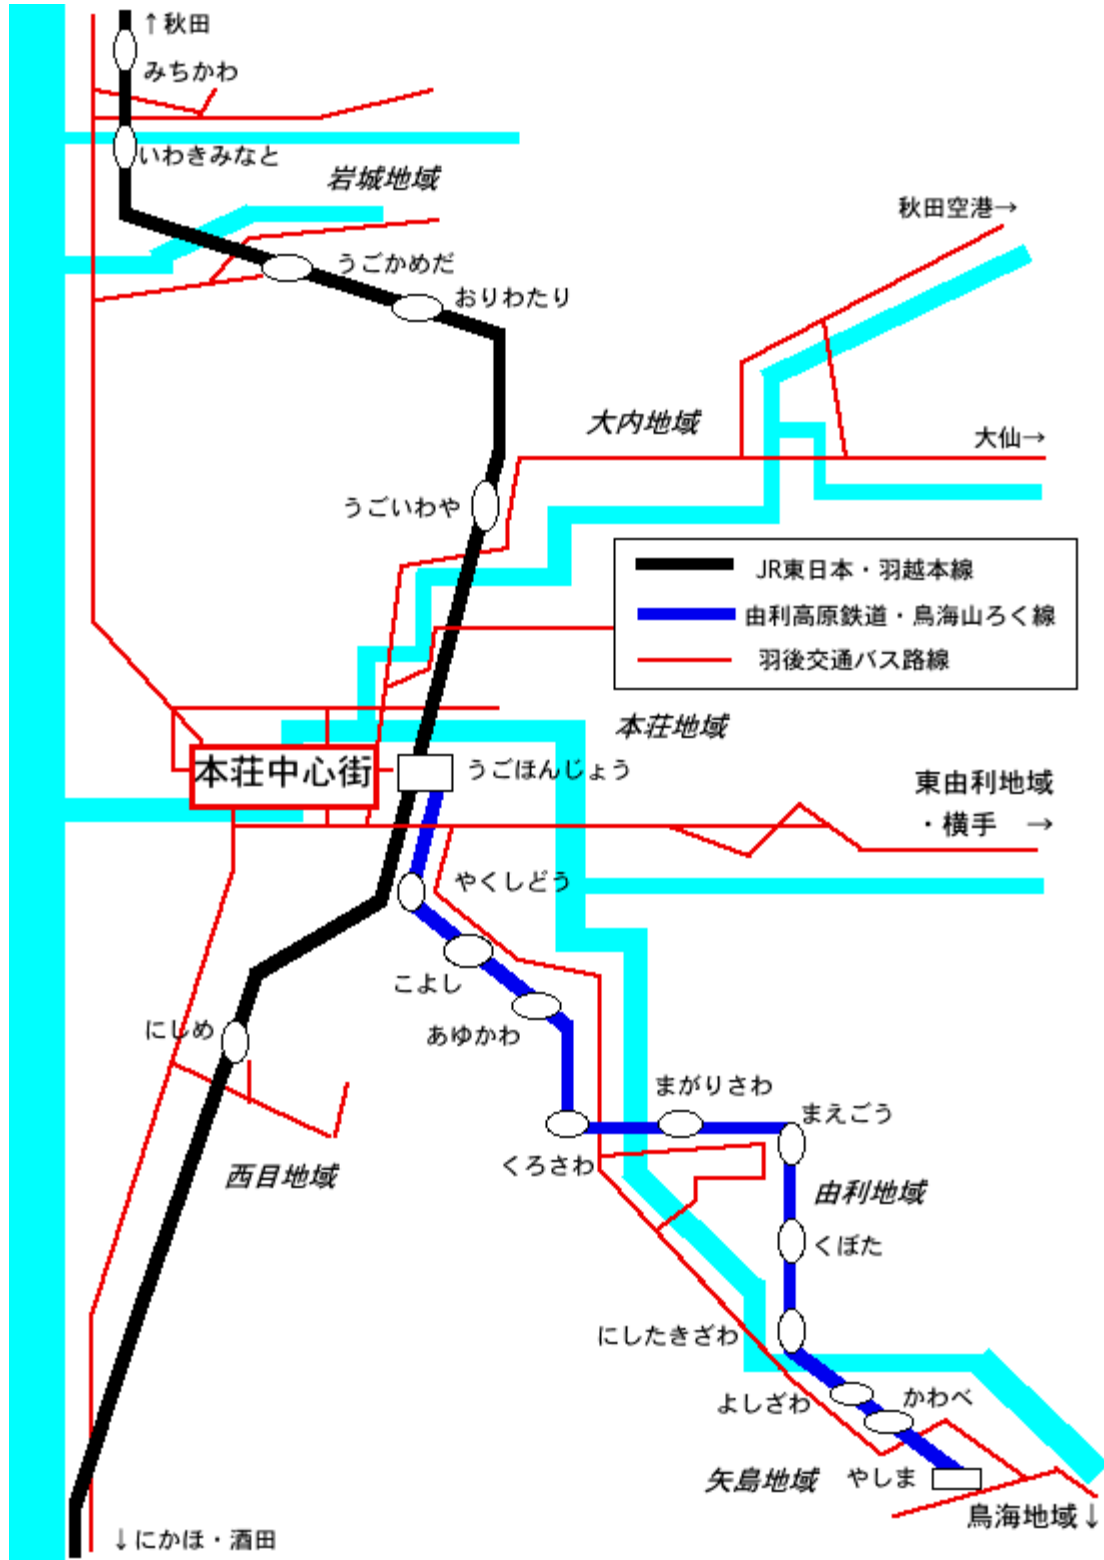 ↑秋田
みちかわ
いわきみなと
岩城地域
秋田空港→
うごかめだ
おりわたり
大内地域
大仙→
うごいわや
JR東日本・羽越本線
由利高原鉄道・鳥海山ろく線
羽後交通バス路線
本荘地域
本荘中心街
うごほんじょう
東由利地域
・横手 →
やくしどう
こよし
あゆかわ
にしめ
まがりさわ
まえごう
くろさわ
西目地域
由利地域
くぼた
にしたきざわ
よしざわ
かわべ
矢島地域
やしま
鳥海地域↓
↓にかほ・酒田